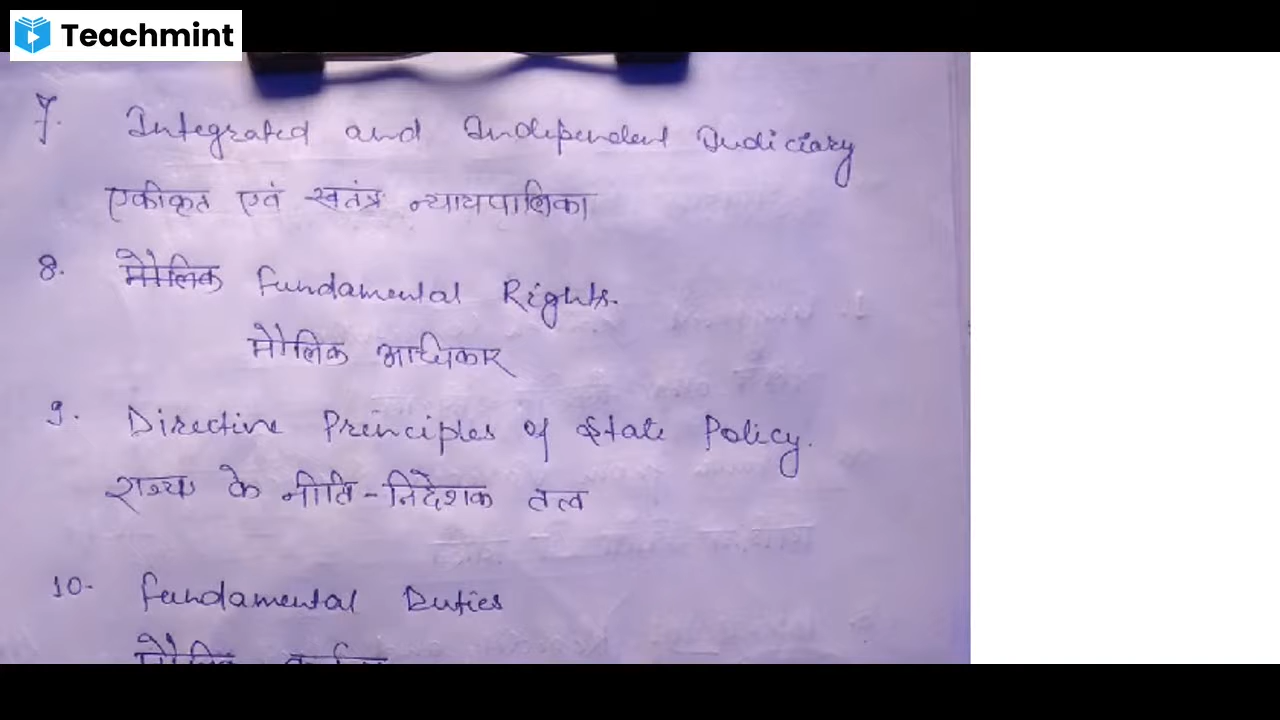 Teachmint
7. Integrated and Independent Judiciary
एकीकृत एवं स्वतंत्र न्यायपालिका
8. मौलिक Fundamental Rights.
मौलिक अधिकार
9. Directive Principles of State Policy.
राज्य के नीति-निदेशक तत्व
10. Fundamental Duties
मौलिक